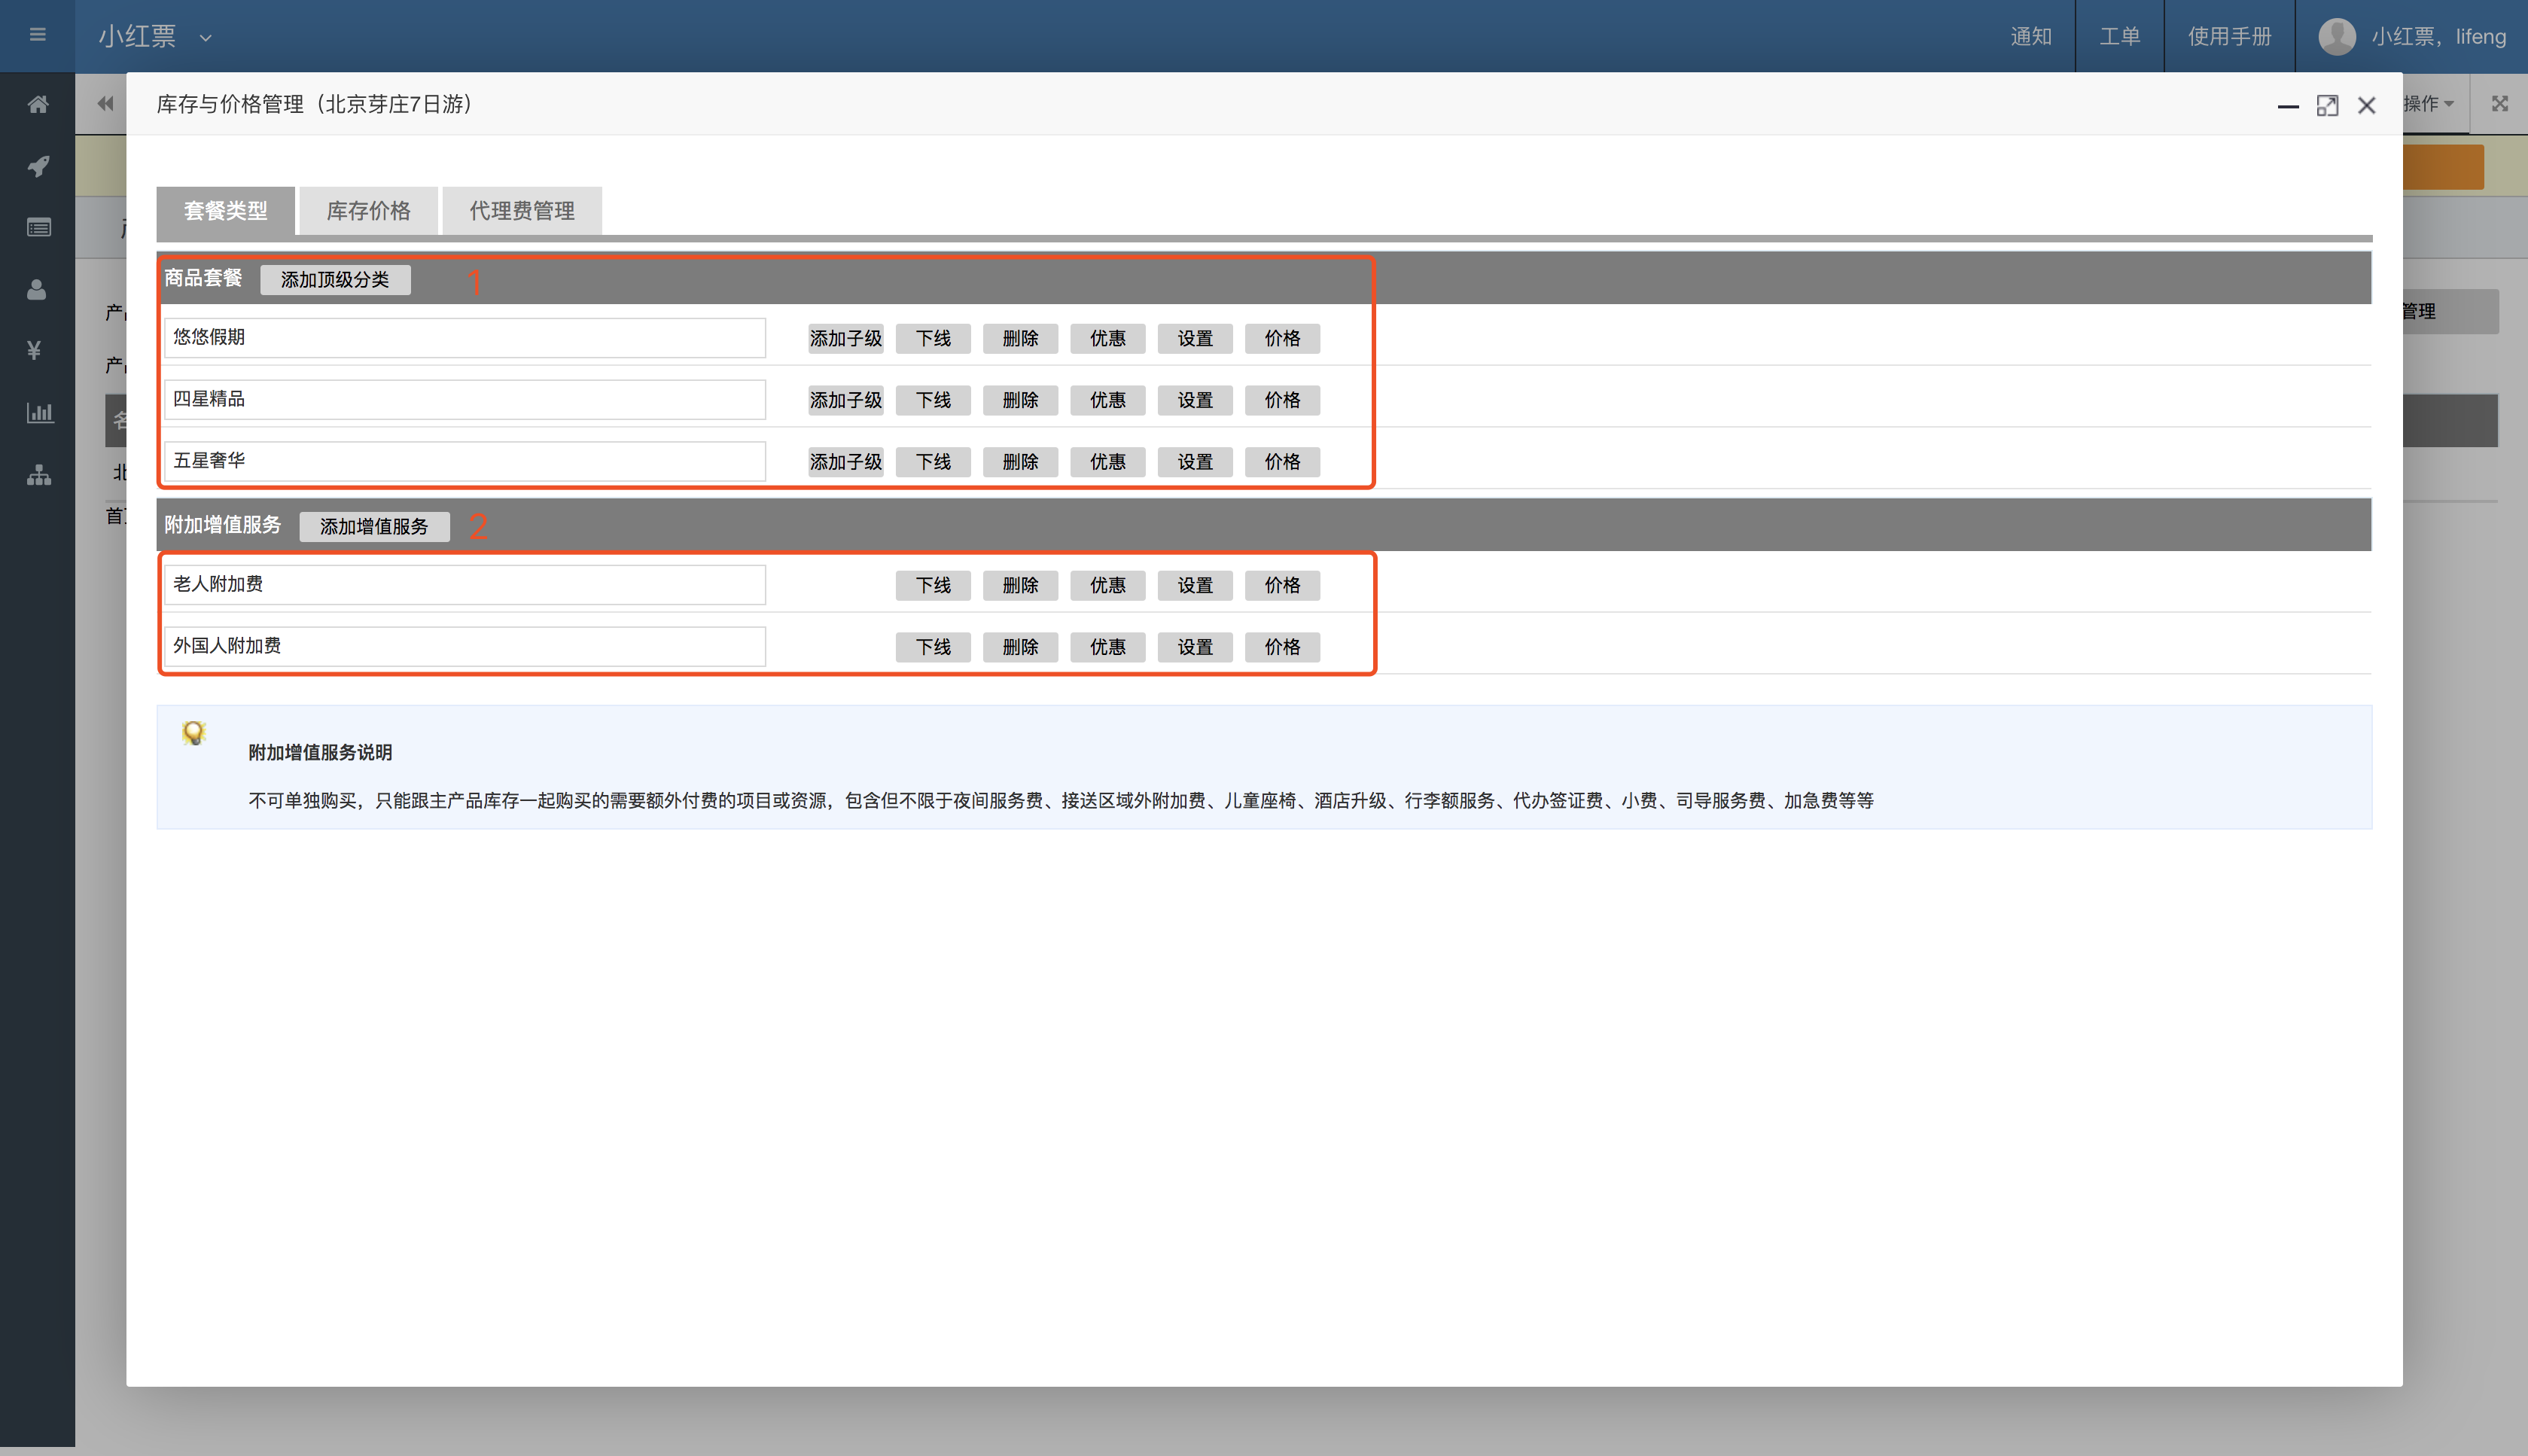 小红票
通知 工单 使用手册 小红票，lifeng
库存与价格管理（北京芽庄7日游）
操作
套餐类型 库存价格 代理费管理
商品套餐 添加顶级分类 1
产
管理
悠悠假期 添加子级 下线 删除 优惠 设置 价格
产
四星精品 添加子级 下线 删除 优惠 设置 价格
名
五星奢华 添加子级 下线 删除 优惠 设置 价格
北
附加增值服务 添加增值服务 2
首
老人附加费 下线 删除 优惠 设置 价格
外国人附加费 下线 删除 优惠 设置 价格
附加增值服务说明
不可单独购买，只能跟主产品库存一起购买的需要额外付费的项目或资源，包含但不限于夜间服务费、接送区域外附加费、儿童座椅、酒店升级、行李额服务、代办签证费、小费、司导服务费、加急费等等